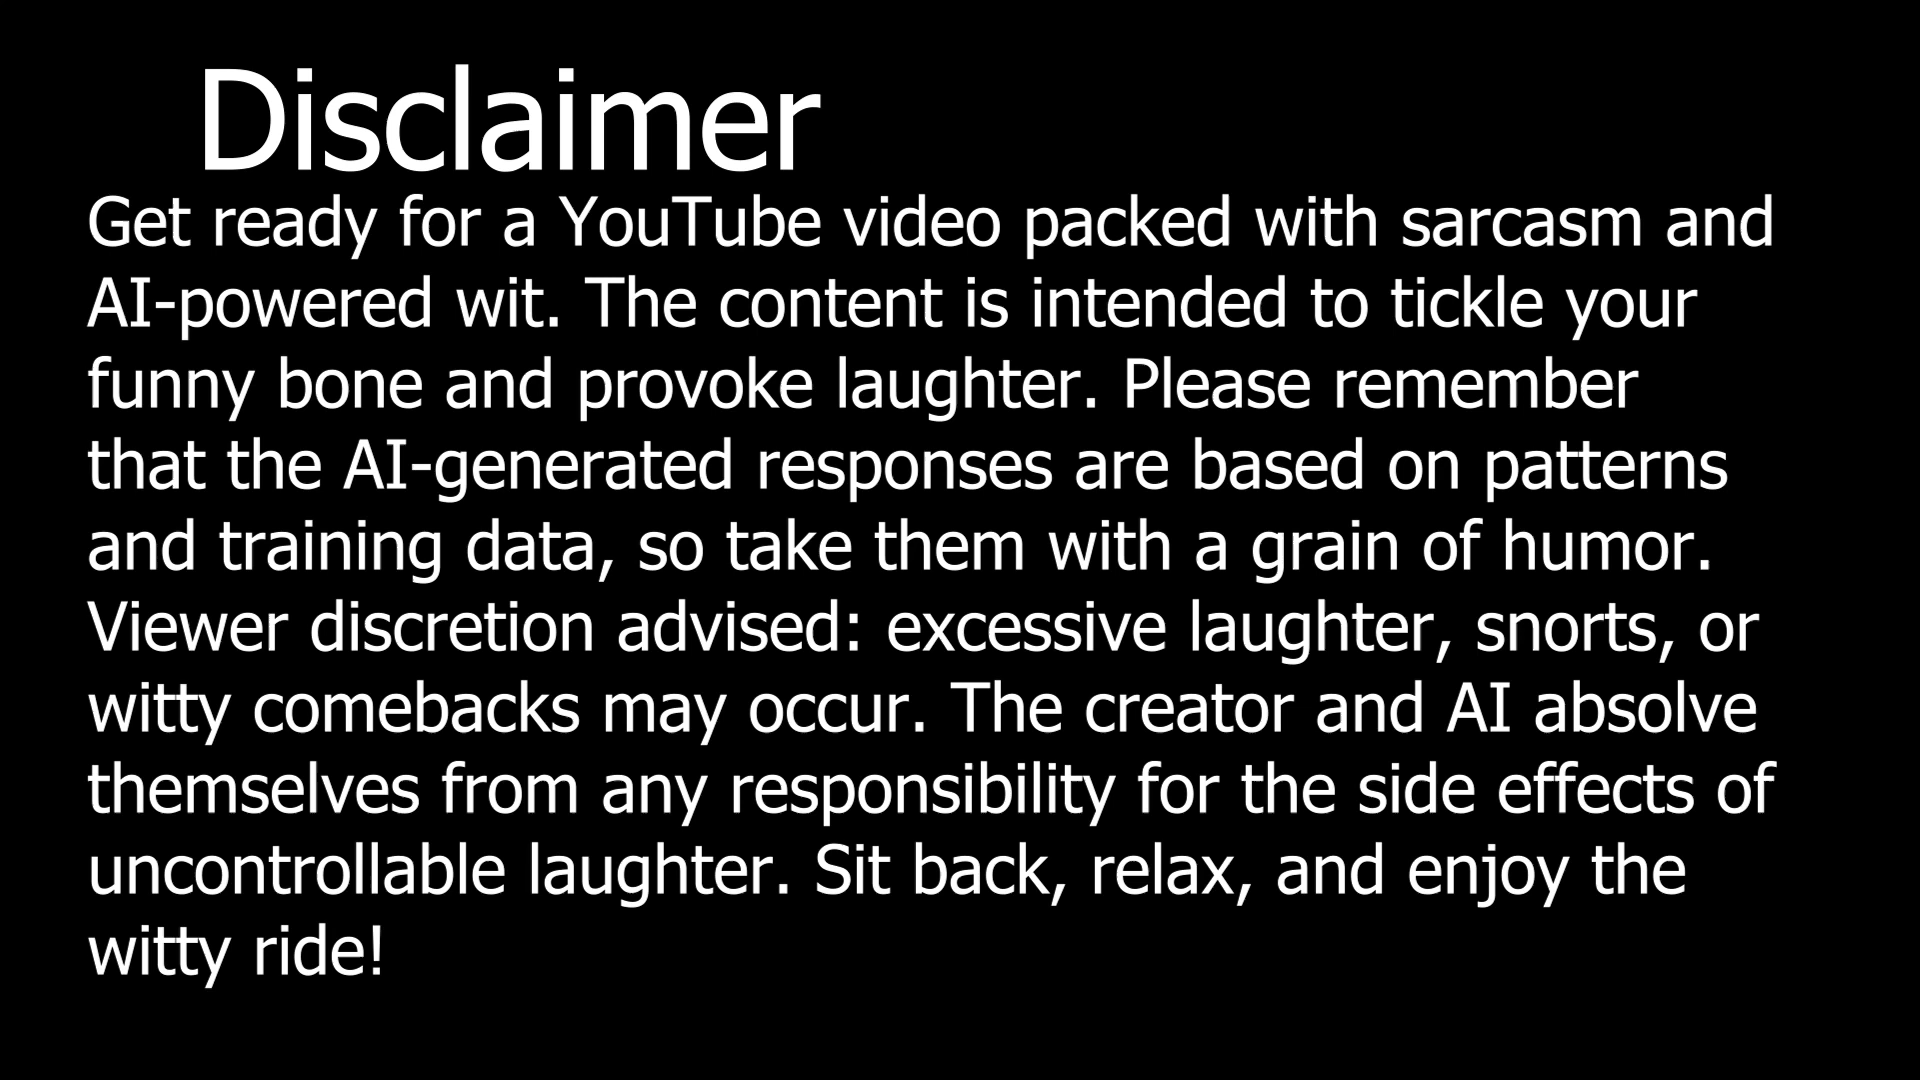 Disclaimer
Get ready for a YouTube video packed with sarcasm and
AI-powered wit. The content is intended to tickle your
funny bone and provoke laughter. Please remember
that the AI-generated responses are based on patterns
and training data, so take them with a grain of humor.
Viewer discretion advised: excessive laughter, snorts, or
witty comebacks may occur. The creator and AI absolve
themselves from any responsibility for the side effects of
uncontrollable laughter. Sit back, relax, and enjoy the
witty ride!